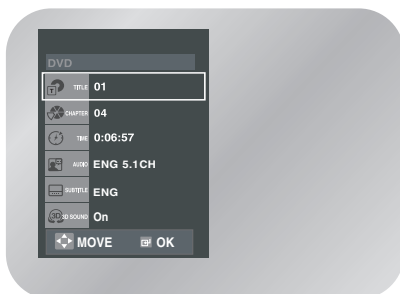 DVD
TITLE 01
CHAPTER 04
TIME 0:06:57
AUDIO ENG 5.1CH
SUBTITLE ENG
3D SOUND On
MOVE OK